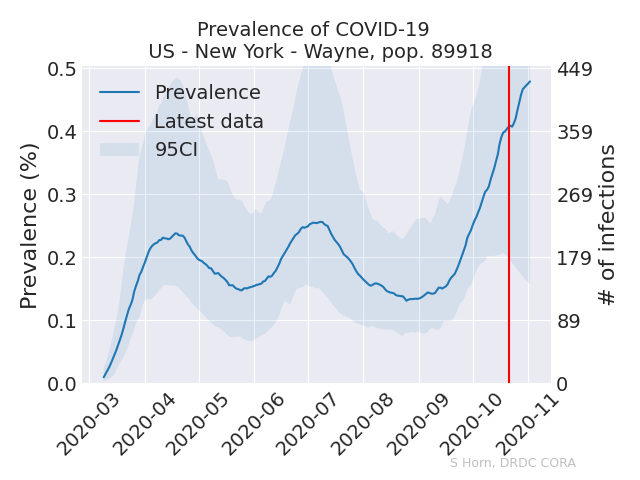 Prevalence of COVID-19
US - New York - Wayne, pop. 89918
Prevalence
Latest data
95CI
Prevalence (%)
0.5
0.4
0.3
0.2
0.1
0.0
449
359
269
179
89
0
# of infections
2020-03
2020-04
2020-05
2020-06
2020-07
2020-08
2020-09
2020-10
2020-11
S Horn, DRDC CORA